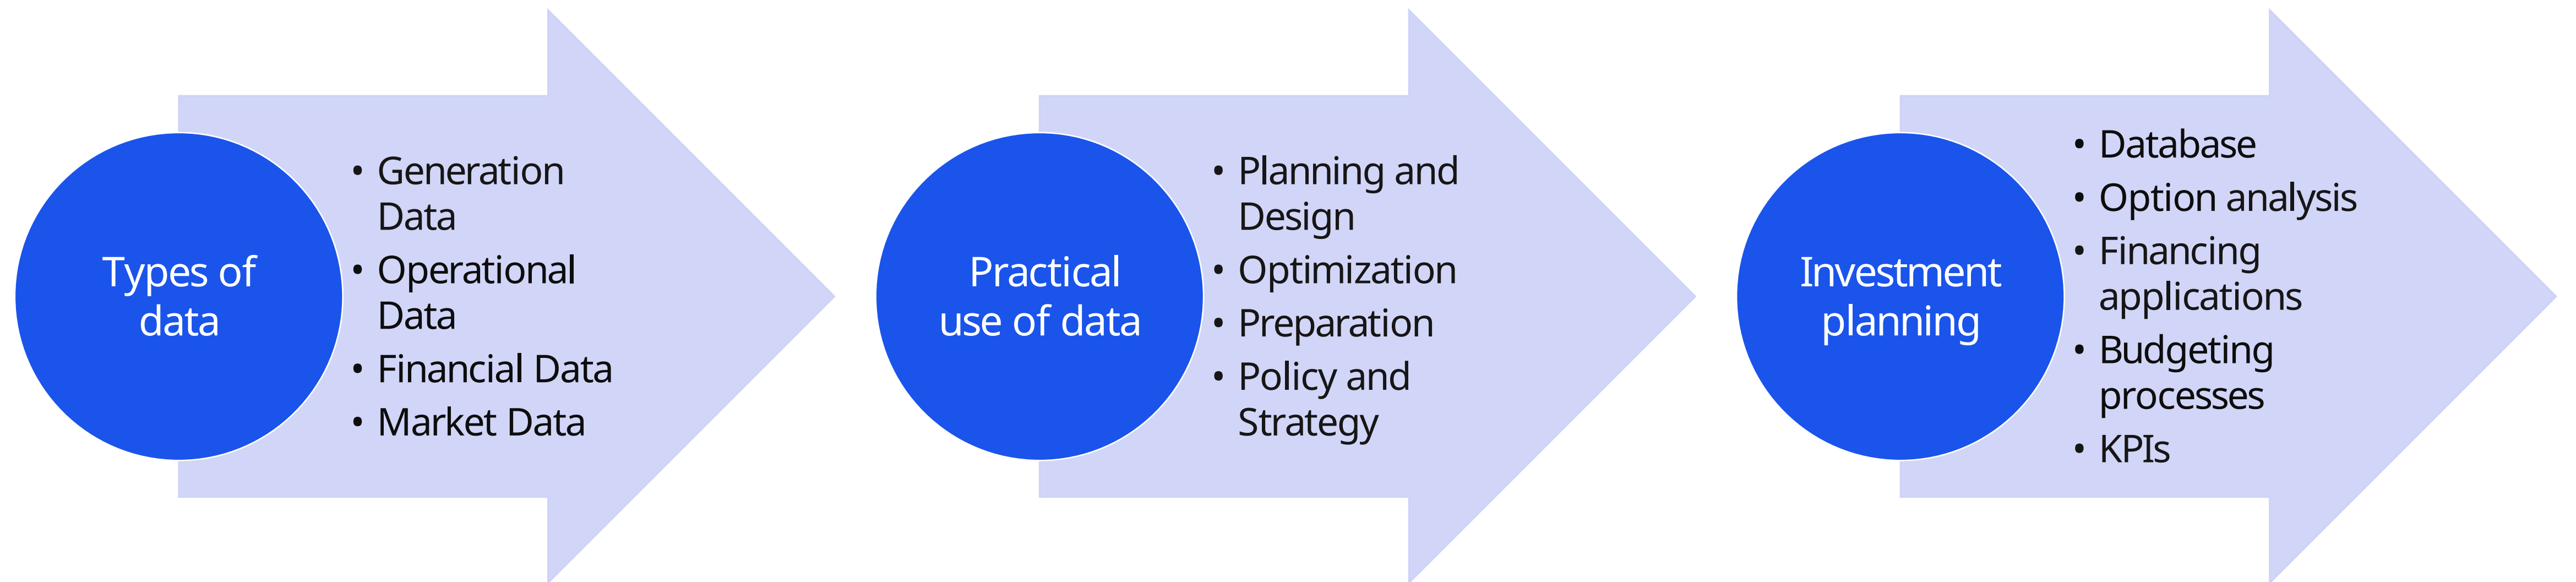 Types of
data
• Generation
Data
• Operational
Data
• Financial Data
• Market Data
Practical
use of data
• Planning and
Design
• Optimization
• Preparation
• Policy and
Strategy
Investment
planning
• Database
• Option analysis
• Financing
applications
• Budgeting
processes
• KPIs